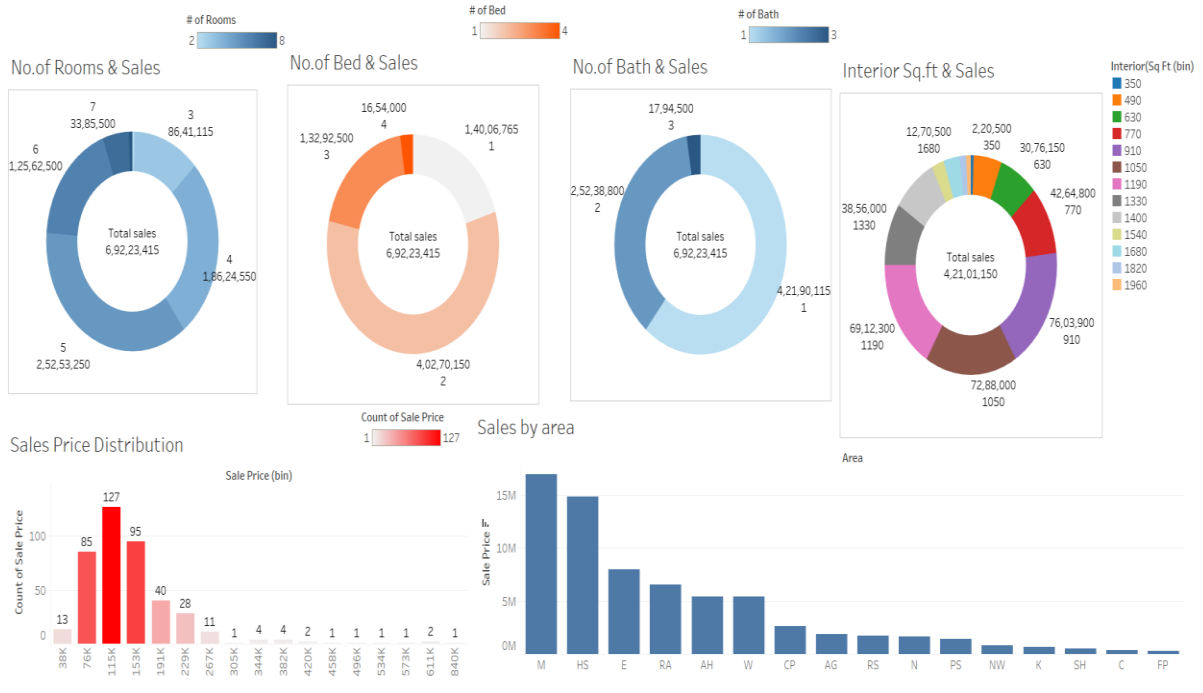 # of Rooms
2
8
# of Bed
1
4
# of Bath
1
3
No.of Rooms & Sales
7
33,85,500
3
86,41,115
6
1,25,62,500
Total sales
6,92,23,415
4
1,86,24,550
5
2,52,53,250
No.of Bed & Sales
16,54,000
4
1,40,06,765
1
1,32,92,500
3
Total sales
6,92,23,415
4,02,70,150
2
No.of Bath & Sales
17,94,500
3
2,52,38,800
2
Total sales
6,92,23,415
4,21,90,115
1
Interior Sq.ft & Sales
12,70,500
1680
2,20,500
350
30,76,150
630
42,64,800
770
38,56,000
1330
Total sales
4,21,01,150
76,03,900
910
69,12,300
1190
72,88,000
1050
Interior(Sq Ft (bin)
350
490
630
770
910
1050
1190
1330
1400
1540
1680
1820
1960
Count of Sale Price
1
127
Sales Price Distribution
Sale Price (bin)
Count of Sale Price
100
50
0
13
85
127
95
40
28
11
1
4
4
2
1
1
1
1
2
1
38K
76K
115K
153K
191K
229K
267K
305K
344K
382K
420K
458K
496K
534K
573K
611K
840K
Sales by area
Area
Sale Price
15M
10M
5M
0M
M
HS
E
RA
AH
W
CP
AG
RS
N
PS
NW
K
SH
C
FP